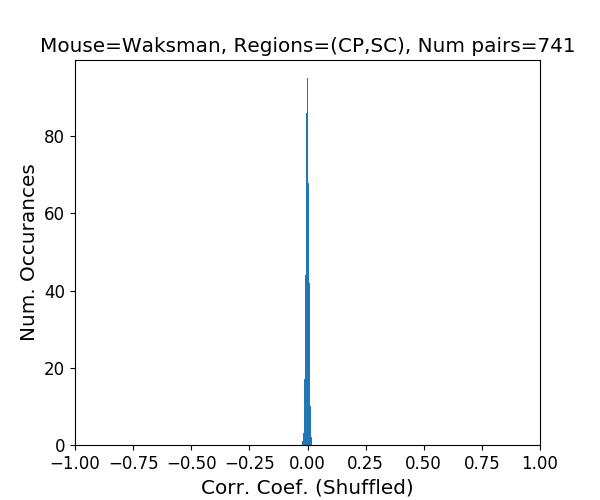 Mouse=Waksman, Regions=(CP,SC), Num pairs=741
Num. Occurances
80
60
40
20
0
−1.00 −0.75 −0.50 −0.25 0.00 0.25 0.50 0.75 1.00
Corr. Coef. (Shuffled)